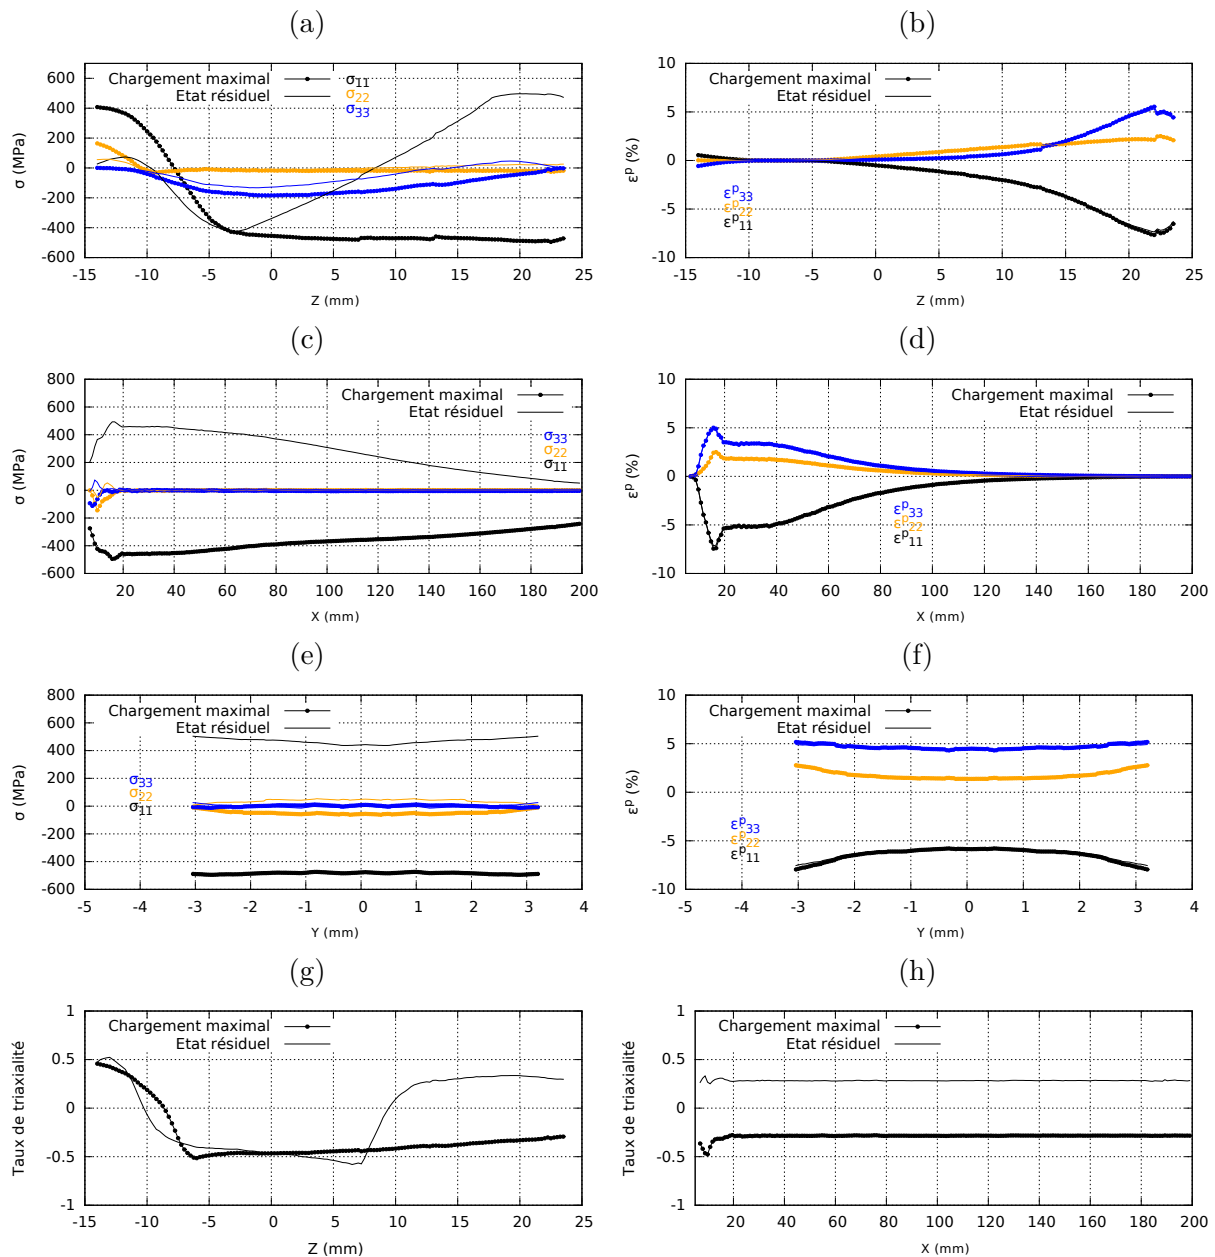 (a)
Chargement maximal
Etat résiduel
σ11
σ22
σ33
σ (MPa)
600
400
200
0
-200
-400
-600
-15 -10 -5 0 5 10 15 20 25
Z (mm)
(b)
Chargement maximal
Etat résiduel
εp33
εp22
εp11
εp (%)
10
5
0
-5
-10
-15 -10 -5 0 5 10 15 20 25
Z (mm)
(c)
Chargement maximal
Etat résiduel
σ33
σ22
σ11
σ (MPa)
800
600
400
200
0
-200
-400
-600
20 40 60 80 100 120 140 160 180 200
X (mm)
(d)
Chargement maximal
Etat résiduel
εp33
εp22
εp11
εp (%)
10
5
0
-5
-10
20 40 60 80 100 120 140 160 180 200
X (mm)
(e)
Chargement maximal
Etat résiduel
σ33
σ22
σ11
σ (MPa)
800
600
400
200
0
-200
-400
-600
-5 -4 -3 -2 -1 0 1 2 3 4
Y (mm)
(f)
Chargement maximal
Etat résiduel
εp33
εp22
εp11
εp (%)
10
5
0
-5
-10
-5 -4 -3 -2 -1 0 1 2 3 4
Y (mm)
(g)
Chargement maximal
Etat résiduel
Taux de triaxialité
1
0.5
0
-0.5
-1
-15 -10 -5 0 5 10 15 20 25
Z (mm)
(h)
Chargement maximal
Etat résiduel
Taux de triaxialité
1
0.5
0
-0.5
-1
20 40 60 80 100 120 140 160 180 200
X (mm)